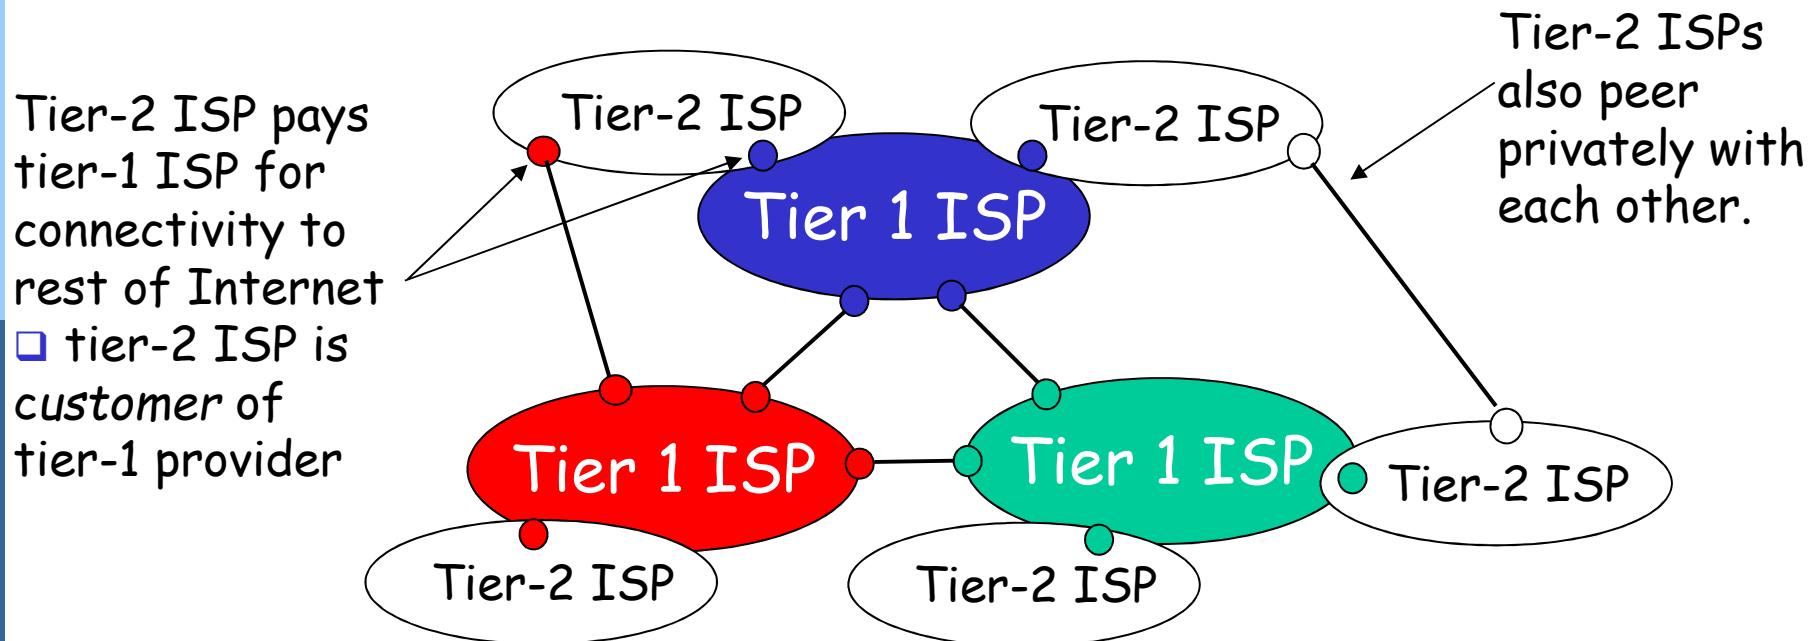 Tier-2 ISP pays
tier-1 ISP for
connectivity to
rest of Internet
❑ tier-2 ISP is
customer of
tier-1 provider
Tier-2 ISP
Tier-2 ISP
Tier-2 ISPs
also peer
privately with
each other.
Tier 1 ISP
Tier 1 ISP
Tier 1 ISP
Tier-2 ISP
Tier-2 ISP
Tier-2 ISP